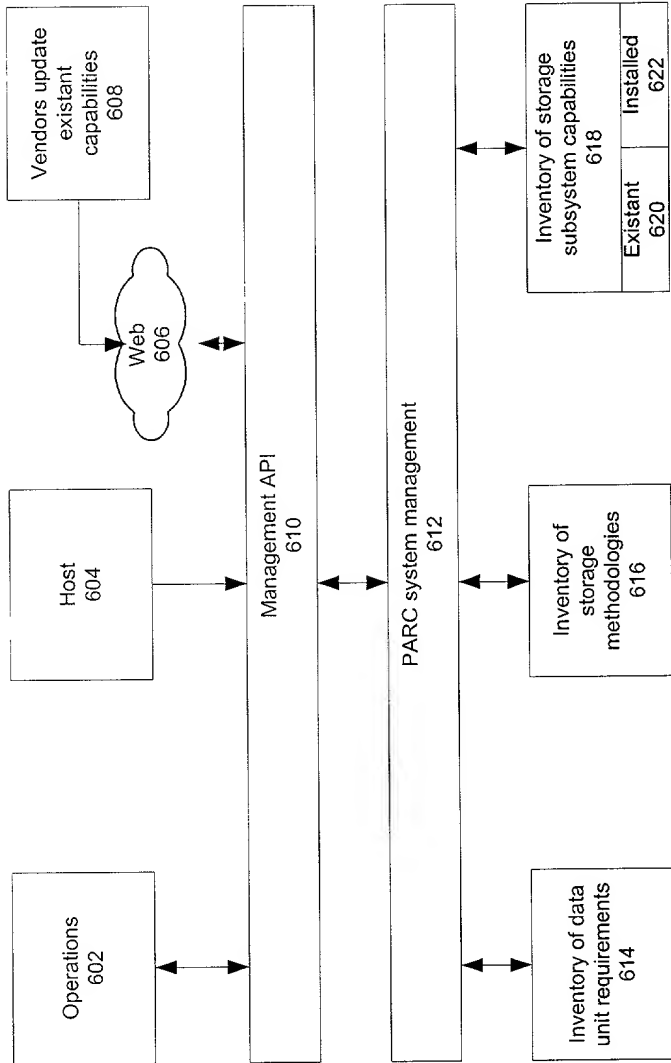 Operations
602
Host
604
Vendors update
existant
capabilities
608
Web
606
Management API
610
PARC system management
612
Inventory of data
unit requirements
614
Inventory of
storage
methodologies
616
Inventory of storage
subsystem capabilities
618
Existant
620
Installed
622